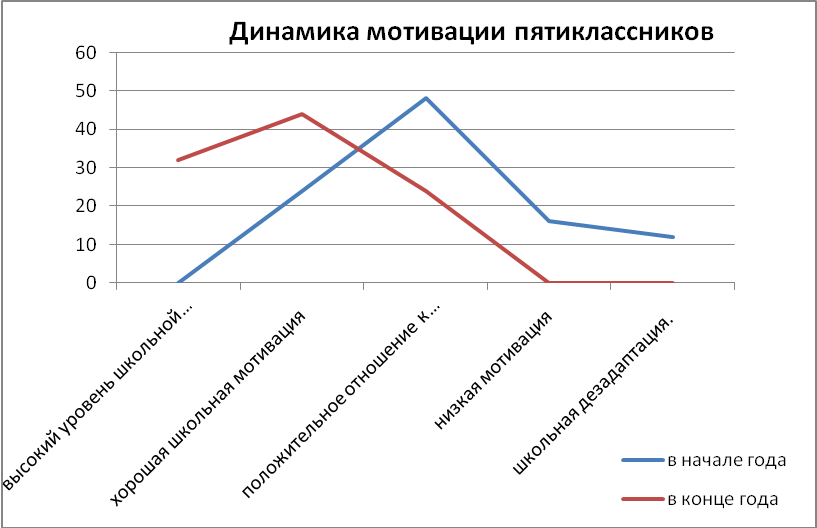 Динамика мотивации пятиклассников
60
50
40
30
20
10
0
высокий уровень школьной...
хорошая школьная мотивация
положительное отношение к...
низкая мотивация
школьная дезадаптация.
в начале года
в конце года